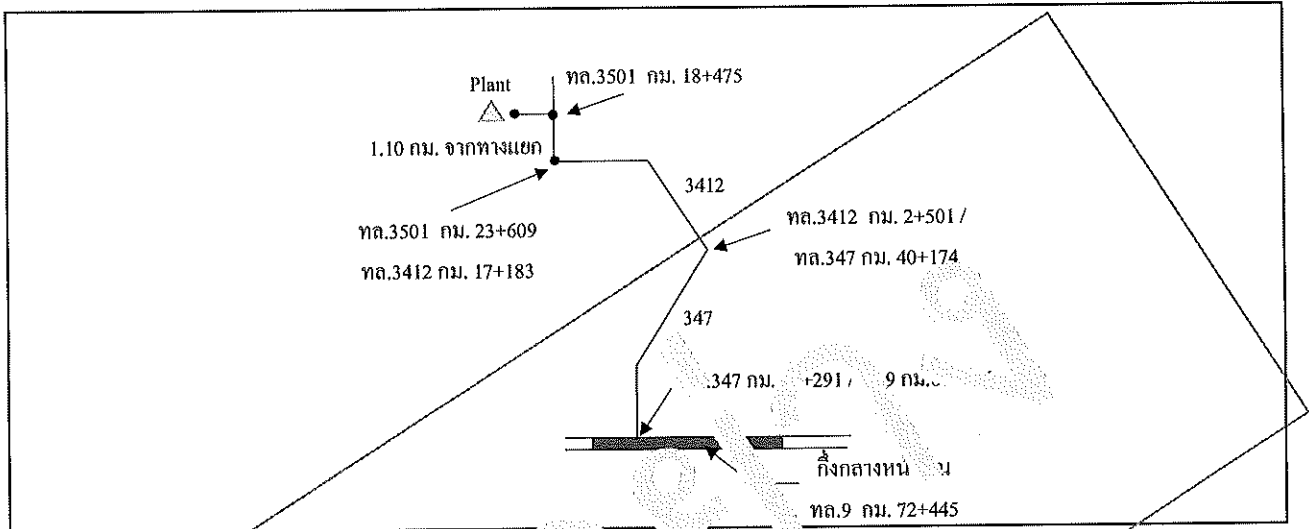 Plant
ทล.3501 กม. 18+475
1.10 กม. จากทางแยก
3412
ทล.3501 กม. 23+609
ทล.3412 กม. 17+183
ทล.3412 กม. 2+501 /
ทล.347 กม. 40+174
347
.347 กม. +291 / 9 กม.
กึ่งกลางหน
ทล.9 กม. 72+445